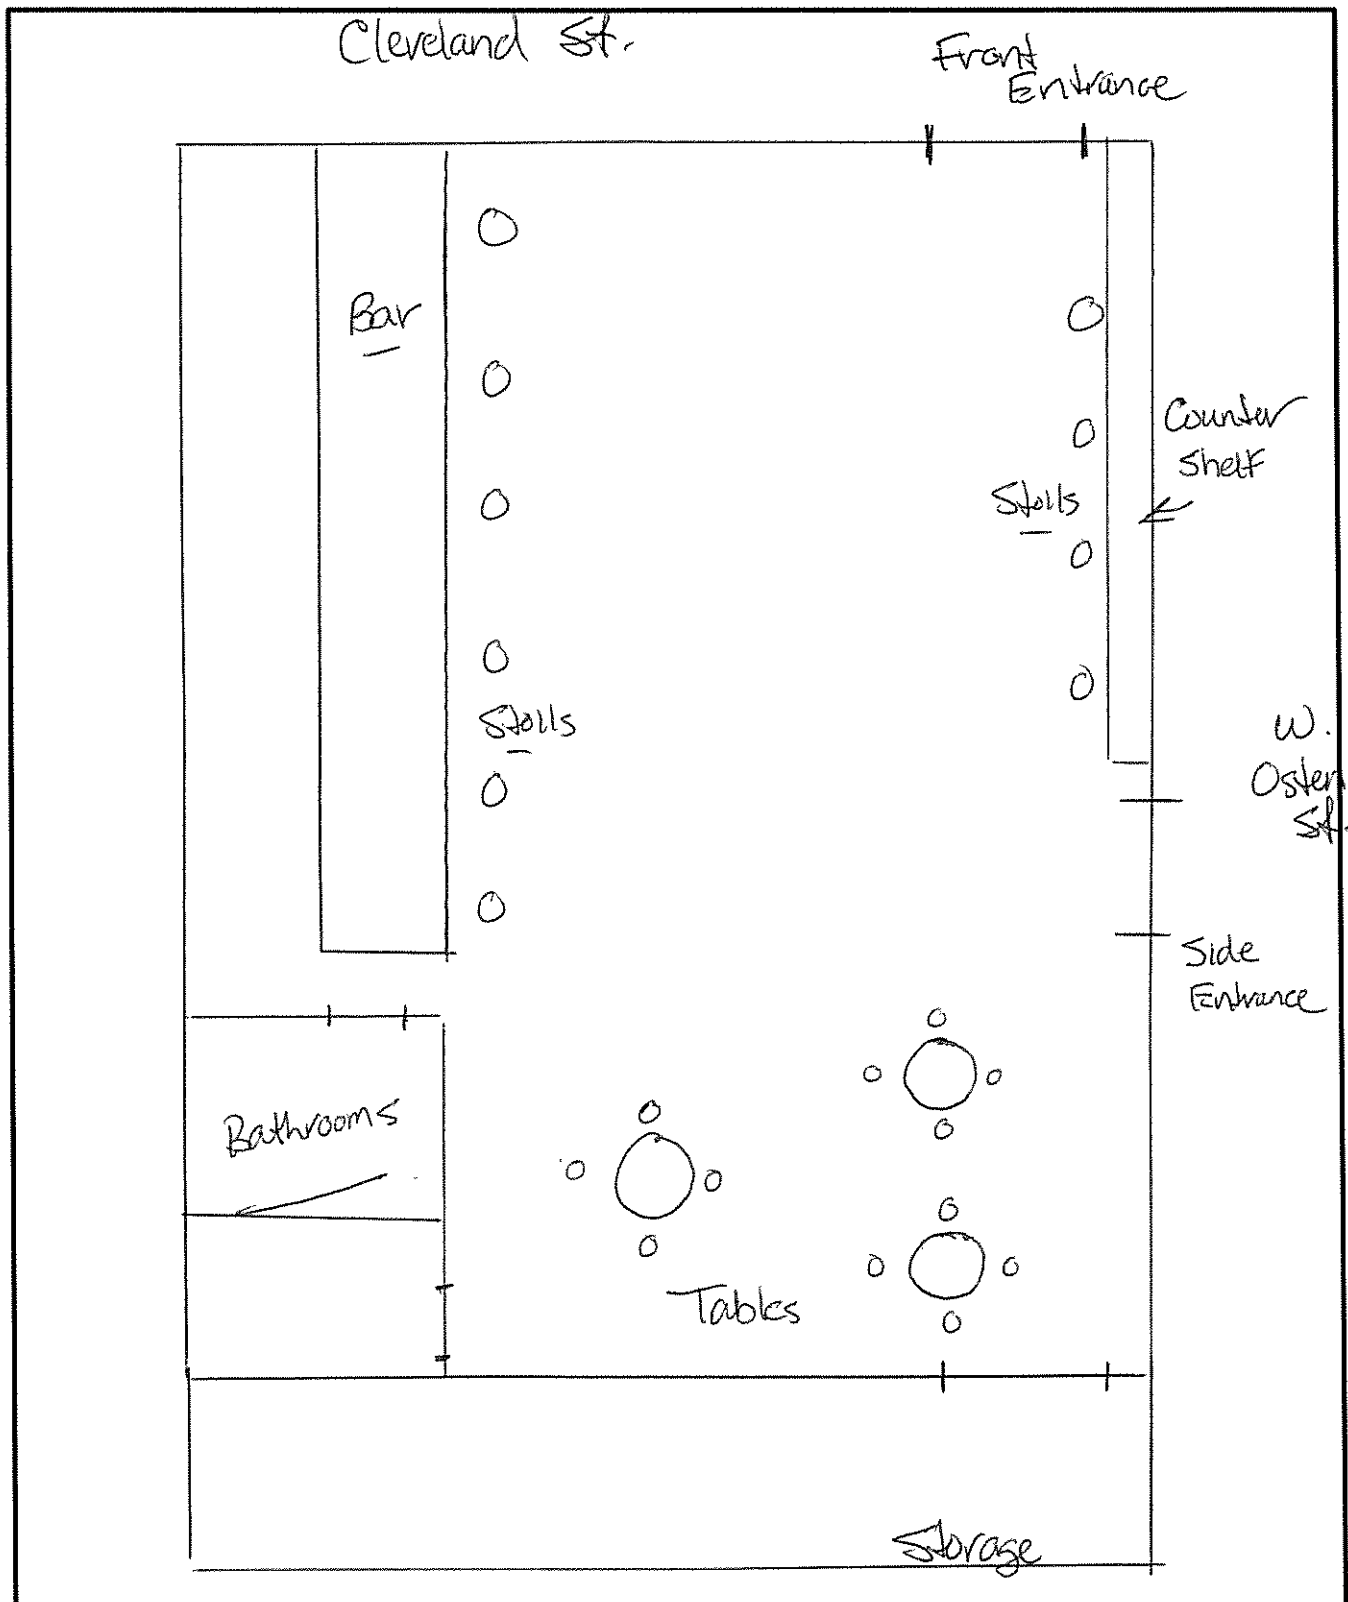 Cleveland St.
Front
Entrance
Bar
Counter
Shelf
Stolls
Stolls
W.
Osten
St.
Side
Entrance
Bathrooms
Tables
Storage